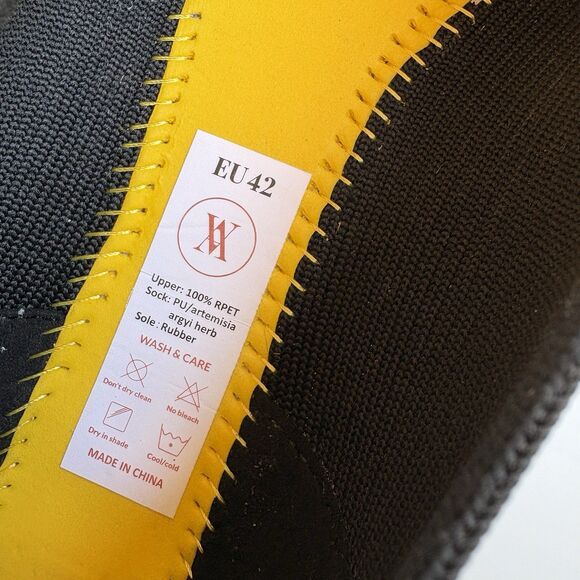 EU 42
Upper: 100% RPET
Sock: PU/artemisia
argyi herb
Sole: Rubber
WASH & CARE
Don't dry clean
No bleach
Dry in shade
Cool/cold
MADE IN CHINA